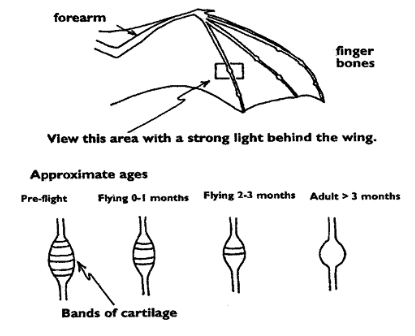 forearm
finger
bones
View this area with a strong light behind the wing.
Approximate ages
Pre-flight
Flying 0-1 months
Flying 2-3 months
Adult > 3 months
Bands of cartilage